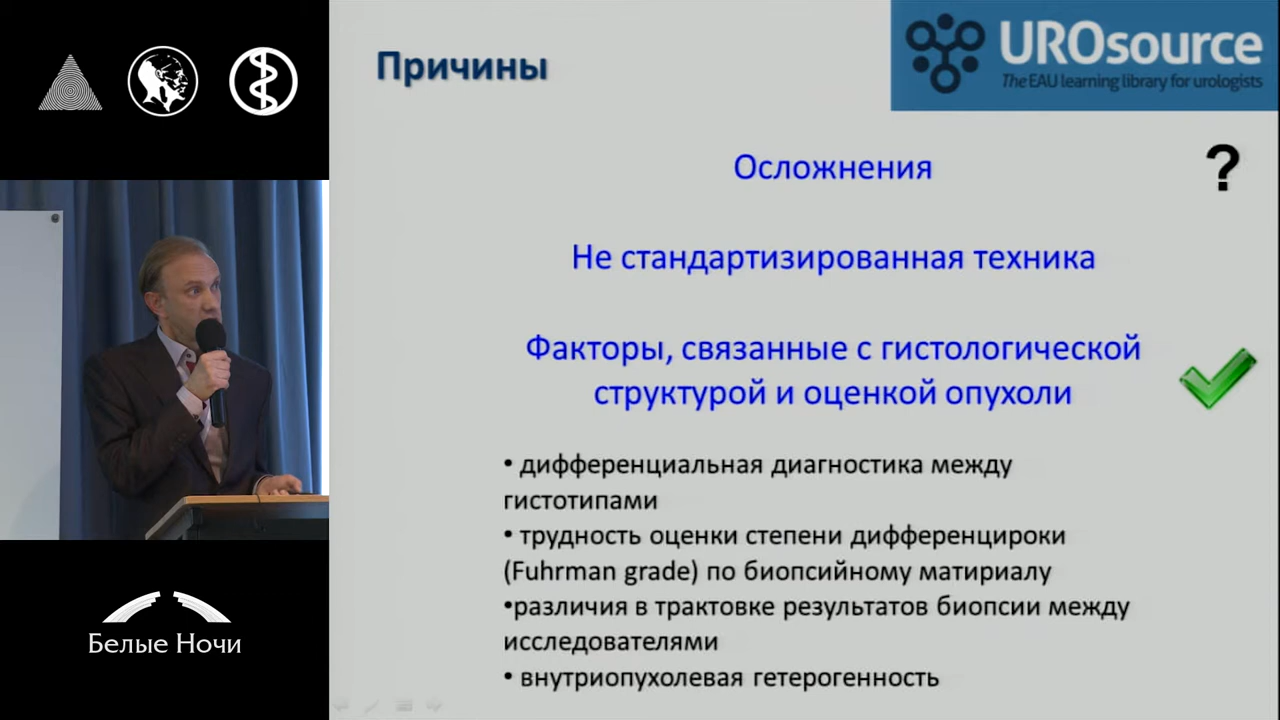 Причины
UROsource
The EAU learning library for urologists
Осложнения
?
Не стандартизированная техника
Факторы, связанные с гистологической
структурой и оценкой опухоли
• дифференциальная диагностика между
гистотипами
• трудность оценки степени дифференцироки
(Fuhrman grade) по биопсийному матириалу
•различия в трактовке результатов биопсии между
исследователями
• внутриопухолевая гетерогенность
Белые Ночи